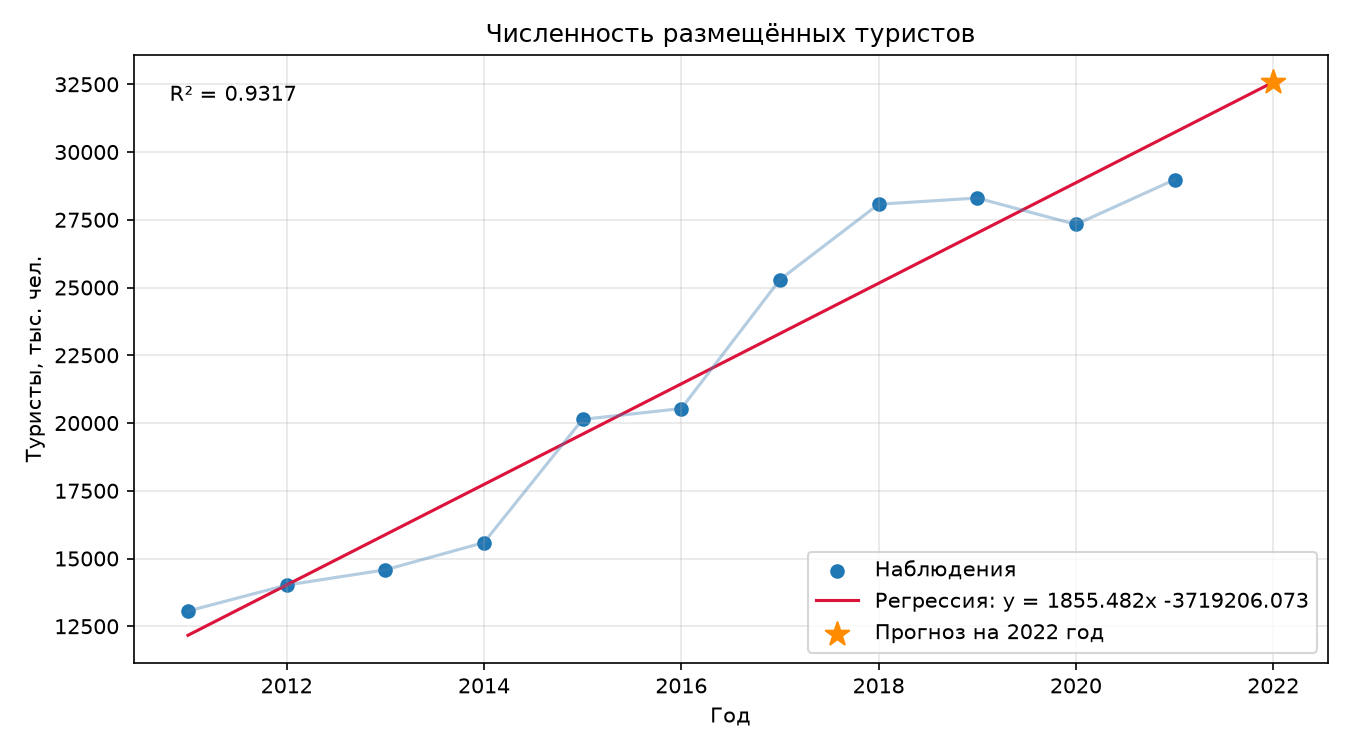 Численность размещённых туристов
R² = 0.9317
Туристы, тыс. чел.
32500
30000
27500
25000
22500
20000
17500
15000
12500
Наблюдения
Регрессия: y = 1855.482x -3719206.073
Прогноз на 2022 год
2012 2014 2016 2018 2020 2022
Год